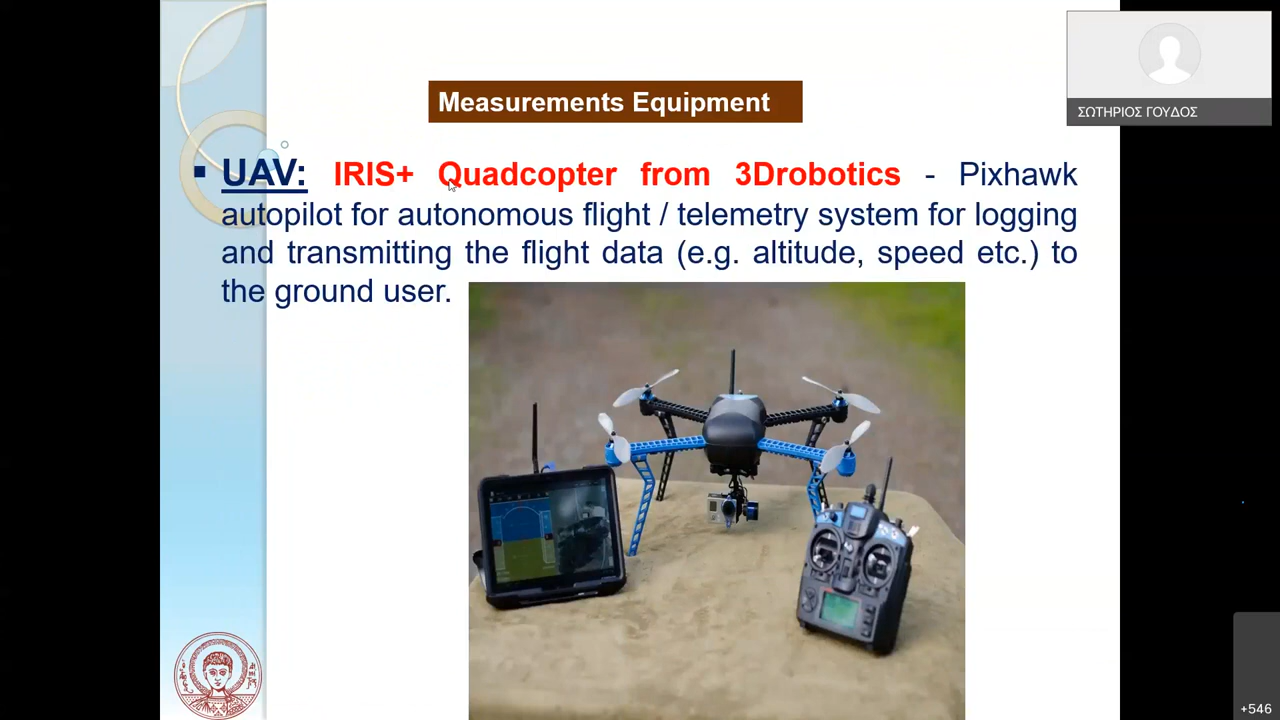 Measurements Equipment
ΣΩΤΗΡΙΟΣ ΓΟΥΔΟΣ
▪ UAV: IRIS+ Quadcopter from 3Drobotics - Pixhawk
autopilot for autonomous flight / telemetry system for logging
and transmitting the flight data (e.g. altitude, speed etc.) to
the ground user.
+546